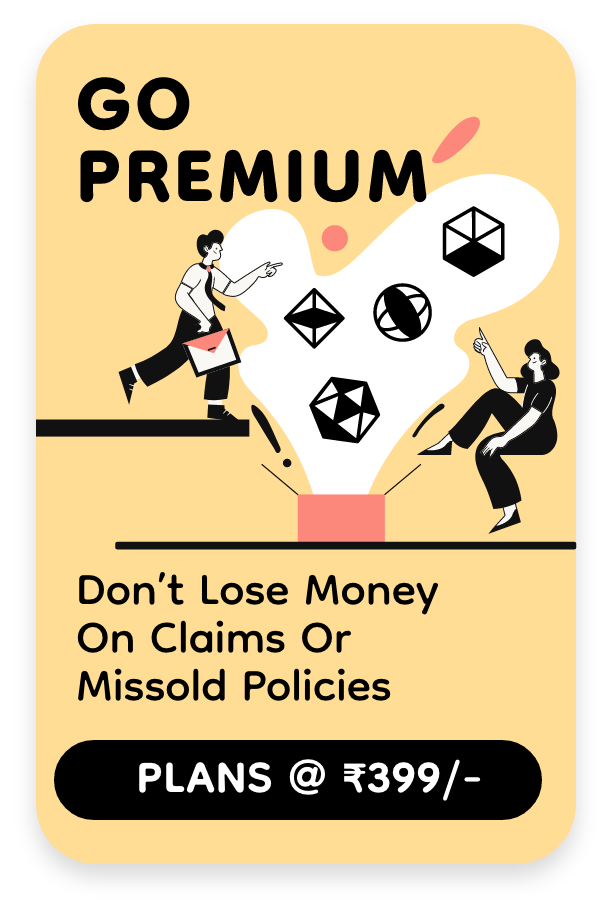 GO
PREMIUM
Don't Lose Money
On Claims Or
Missold Policies
PLANS @ ₹399/-